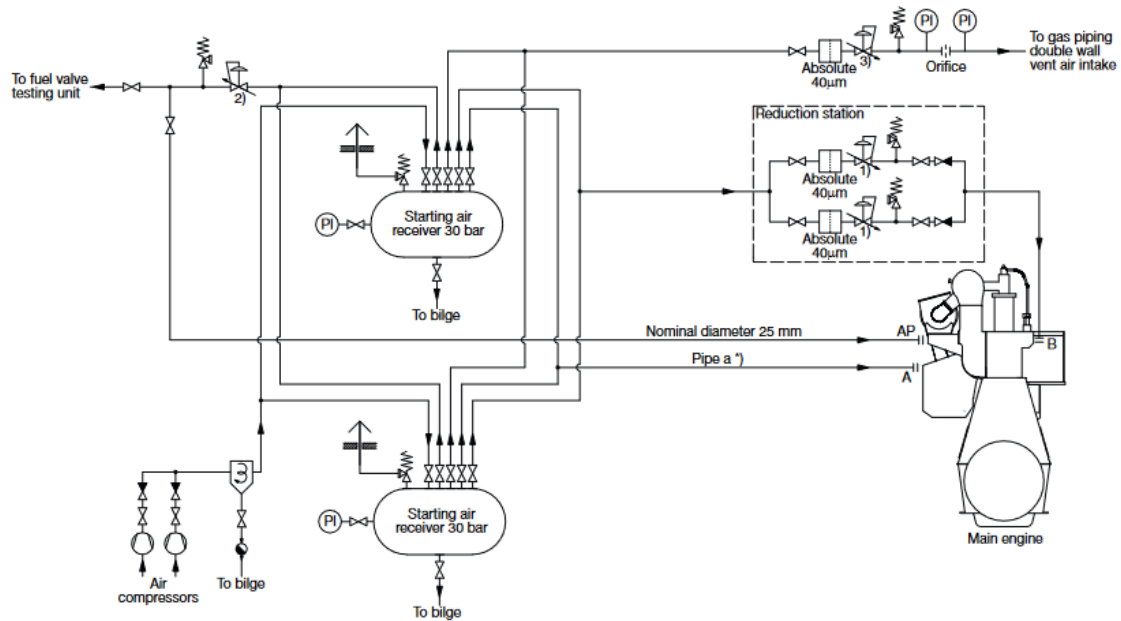 PI
PI
To fuel valve
testing unit
2)
Absolute
40µm
3)
Orifice
To gas piping
double wall
vent air intake
Reduction station
Absolute
40µm
1)
Absolute
40µm
1)
PI
Starting air
receiver 30 bar
To bilge
Nominal diameter 25 mm
AP
B
Pipe a *)
A
Main engine
PI
Starting air
receiver 30 bar
Air
compressors
To bilge
To bilge